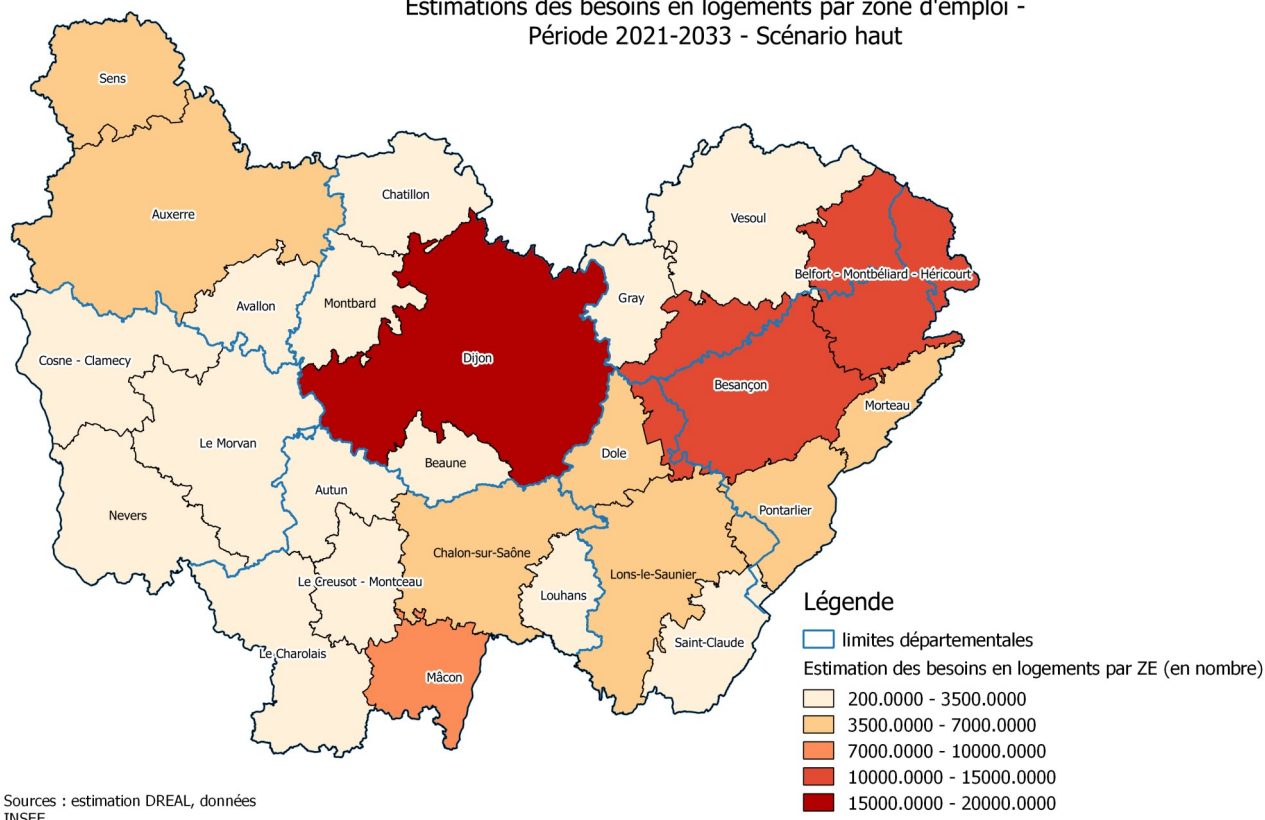 Estimations des besoins en logements par zone d'emploi -
Période 2021-2033 - Scénario haut
Sens
Auxerre
Chatillon
Vesoul
Belfort - Montbéliard - Héricourt
Avallon
Montbard
Gray
Cosne - Clamecy
Dijon
Besançon
Morteau
Le Morvan
Beaune
Dole
Autun
Nevers
Pontarlier
Chalon-sur-Saône
Lons-le-Saunier
Le Creusot - Montceau
Louhans
Saint-Claude
Le Charolais
Mâcon
Légende
limites départementales
Estimation des besoins en logements par ZE (en nombre)
200.0000 - 3500.0000
3500.0000 - 7000.0000
7000.0000 - 10000.0000
10000.0000 - 15000.0000
15000.0000 - 20000.0000
Sources : estimation DREAL, données
INSEE